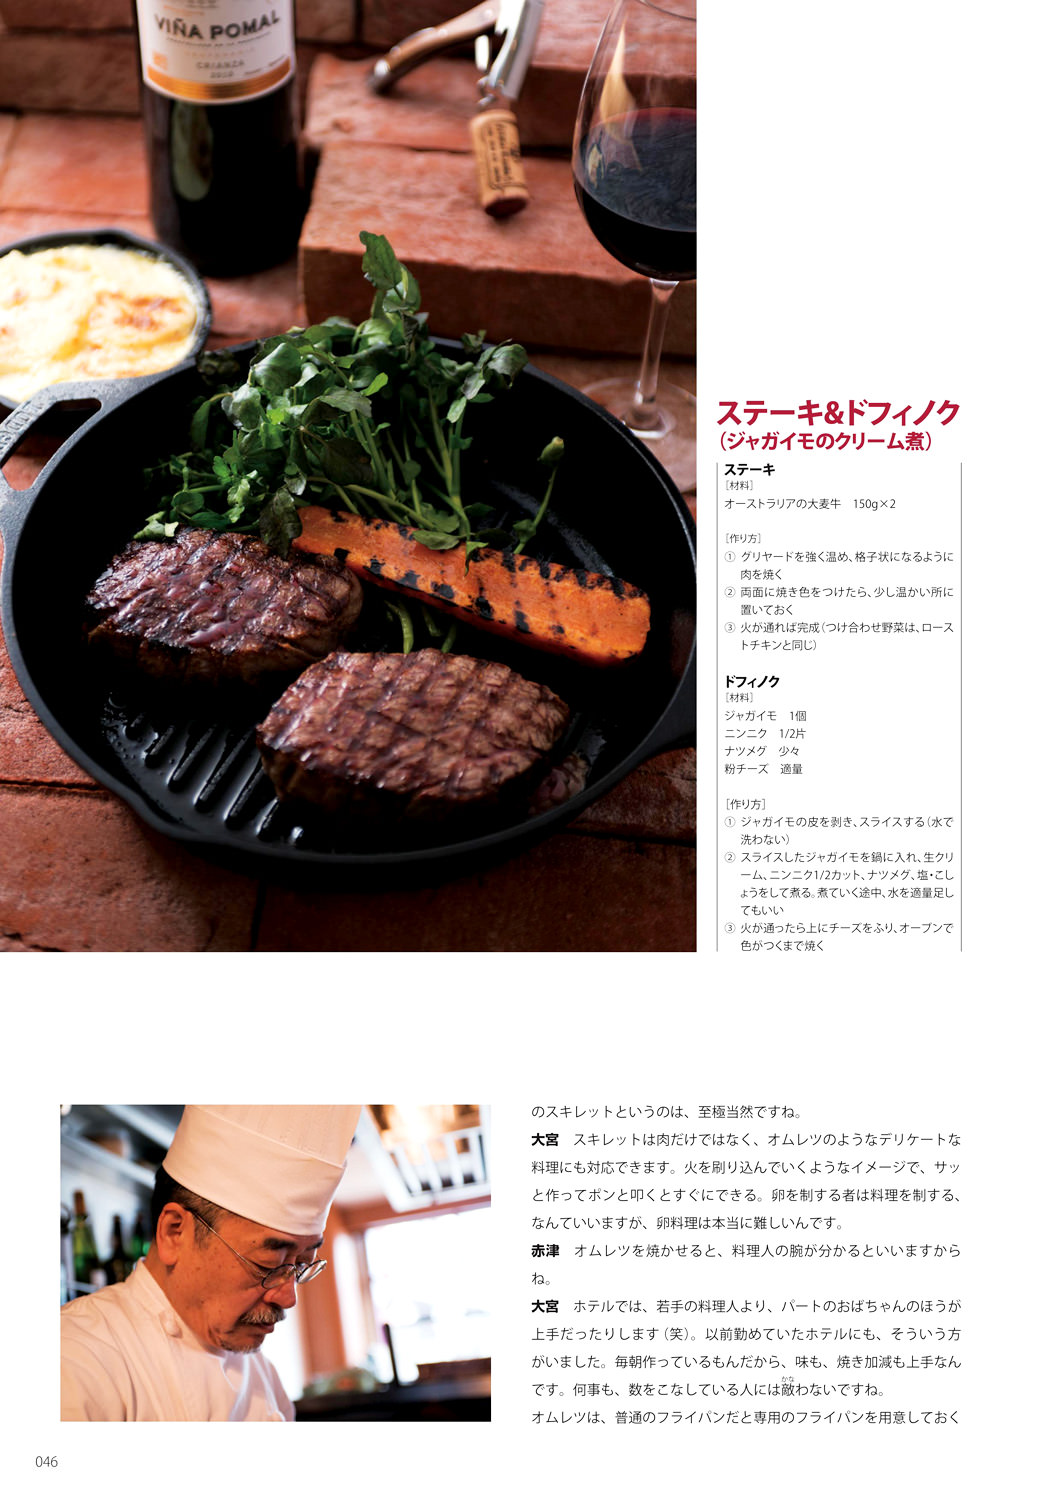 VIÑA POMAL
CRIANZA
2010
ステーキ&ドフィノク
(ジャガイモのクリーム煮)
ステーキ
[材料]
オーストラリアの大麦牛　150g×2
[作り方]
① グリヤードを強く温め、格子状になるように
肉を焼く
② 両面に焼き色をつけたら、少し温かい所に
置いておく
③ 火が通れば完成(つけ合わせ野菜は、ロース
トチキンと同じ)
ドフィノク
[材料]
ジャガイモ　1個
ニンニク　1/2片
ナツメグ　少々
粉チーズ　適量
[作り方]
① ジャガイモの皮を剥き、スライスする(水で
洗わない)
② スライスしたジャガイモを鍋に入れ、生クリ
ーム、ニンニク1/2カット、ナツメグ、塩・こし
ょうをして煮る。煮ていく途中、水を適量足し
てもいい
③ 火が通ったら上にチーズをふり、オーブンで
色がつくまで焼く
のスキレットというのは、至極当然ですね。
大宮　スキレットは肉だけではなく、オムレツのようなデリケートな
料理にも対応できます。火を刷り込んでいくようなイメージで、サッ
と作ってポンと叩くとすぐにできる。卵を制する者は料理を制する、
なんていいますが、卵料理は本当に難しいんです。
赤津　オムレツを焼かせると、料理人の腕が分かるといいますから
ね。
大宮　ホテルでは、若手の料理人より、パートのおばちゃんのほうが
上手だったりします(笑)。以前勤めていたホテルにも、そういう方
がいました。毎朝作っているもんだから、味も、焼き加減も上手なん
かな
です。何事も、数をこなしている人には敵わないですね。
オムレツは、普通のフライパンだと専用のフライパンを用意しておく
046